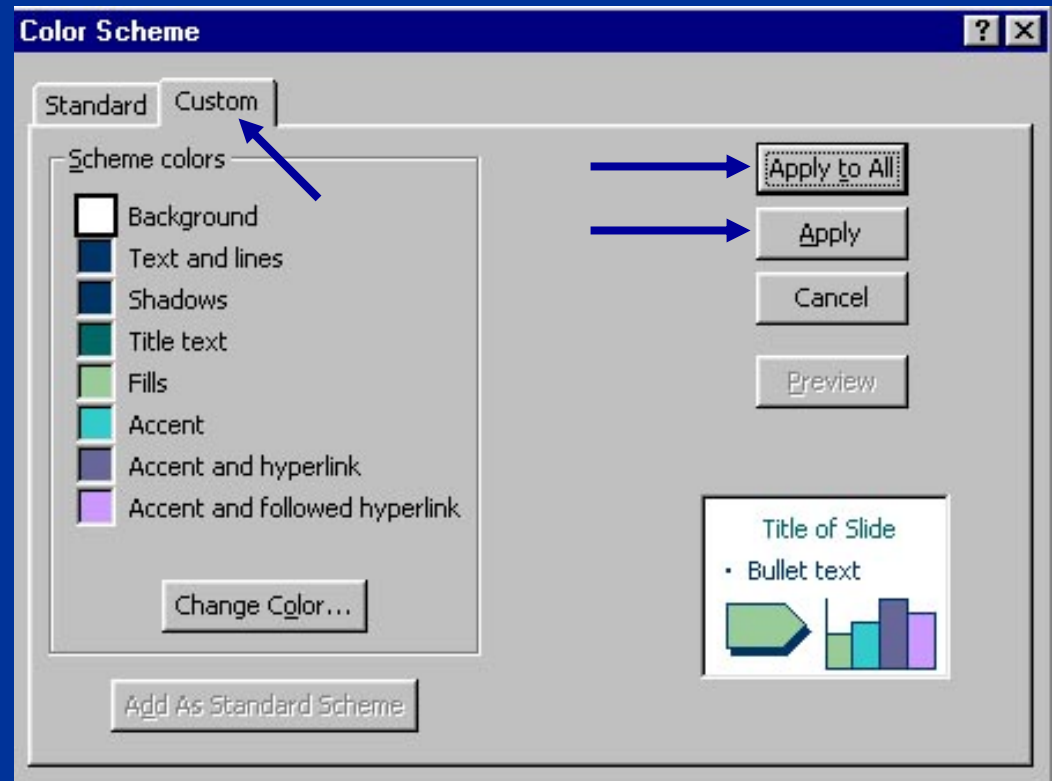 Color Scheme
Standard
Custom
Scheme colors
Background
Text and lines
Shadows
Title text
Fills
Accent
Accent and hyperlink
Accent and followed hyperlink
Change Color...
Add As Standard Scheme
Apply to All
Apply
Cancel
Preview
Title of Slide
• Bullet text